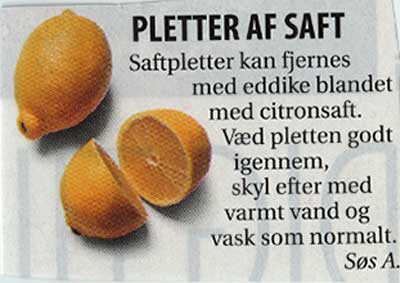 PLETTER AF SAFT
Saftpletter kan fjernes
med eddike blandet
med citronsaft.
Væd pletten godt
igennem,
skyl efter med
varmt vand og
vask som normalt.
Søs A.